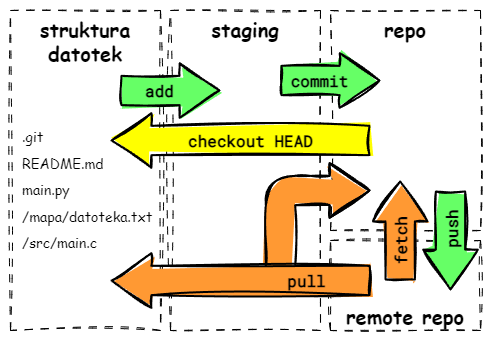 struktura
datotek
staging
repo
add
commit
checkout HEAD
.git
README.md
main.py
/mapa/datoteka.txt
/src/main.c
fetch
push
pull
remote repo